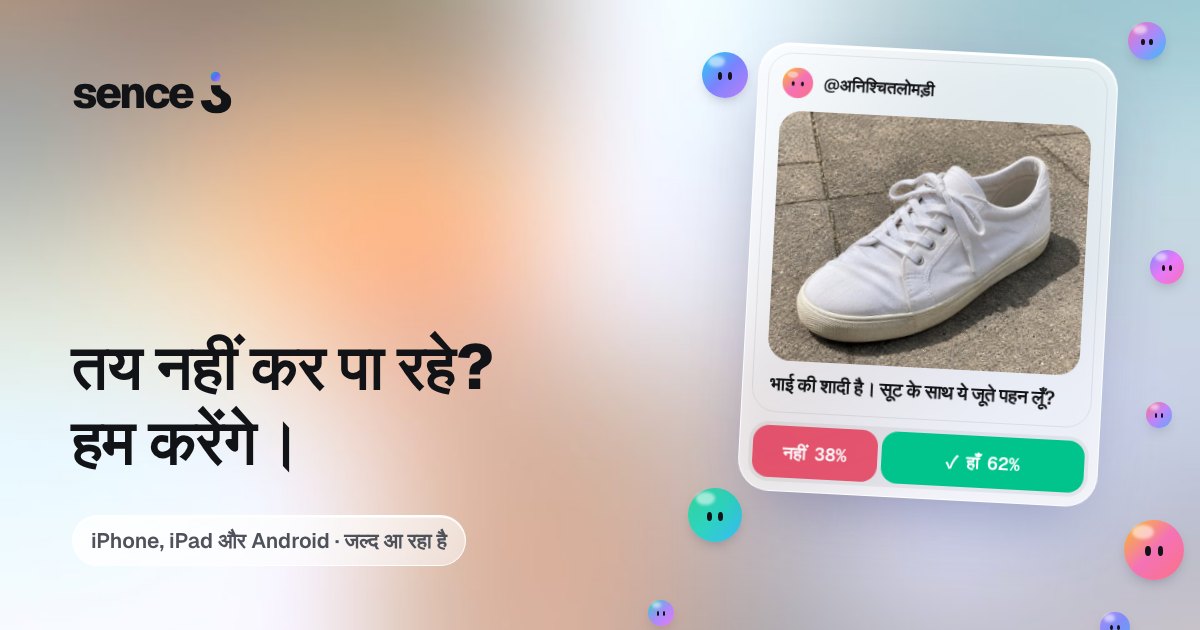 sence
तय नहीं कर पा रहे?
हम करेंगे।
iPhone, iPad और Android · जल्द आ रहा है
@अनिश्चितलोमड़ी
भाई की शादी है। सूट के साथ ये जूते पहन लूँ?
नहीं 38%
✓ हाँ 62%